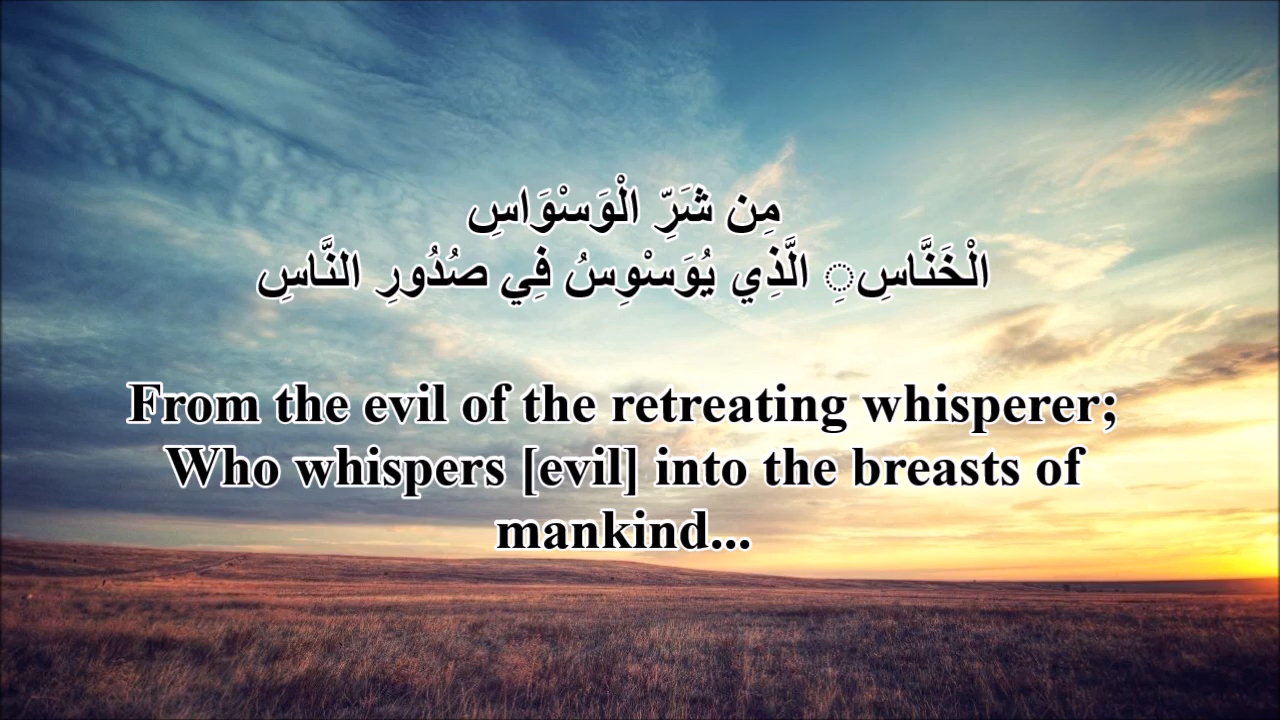 مِن شَرِّ الْوَسْوَاسِ
الْخَنَّاسِ ِ الَّذِي يُوَسْوِسُ فِي صُدُورِ النَّاسِ
From the evil of the retreating whisperer;
Who whispers [evil] into the breasts of
mankind...